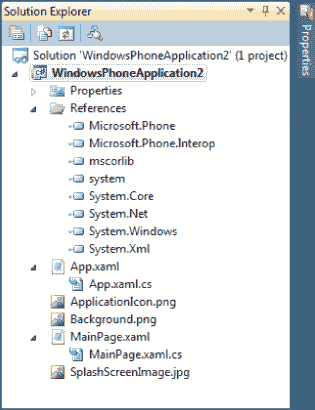 Solution Explorer
Properties
Solution 'WindowsPhoneApplication2' (1 project)
WindowsPhoneApplication2
Properties
References
Microsoft.Phone
Microsoft.Phone.Interop
mscorlib
system
System.Core
System.Net
System.Windows
System.Xml
App.xaml
App.xaml.cs
ApplicationIcon.png
Background.png
MainPage.xaml
MainPage.xaml.cs
SplashScreenImage.jpg